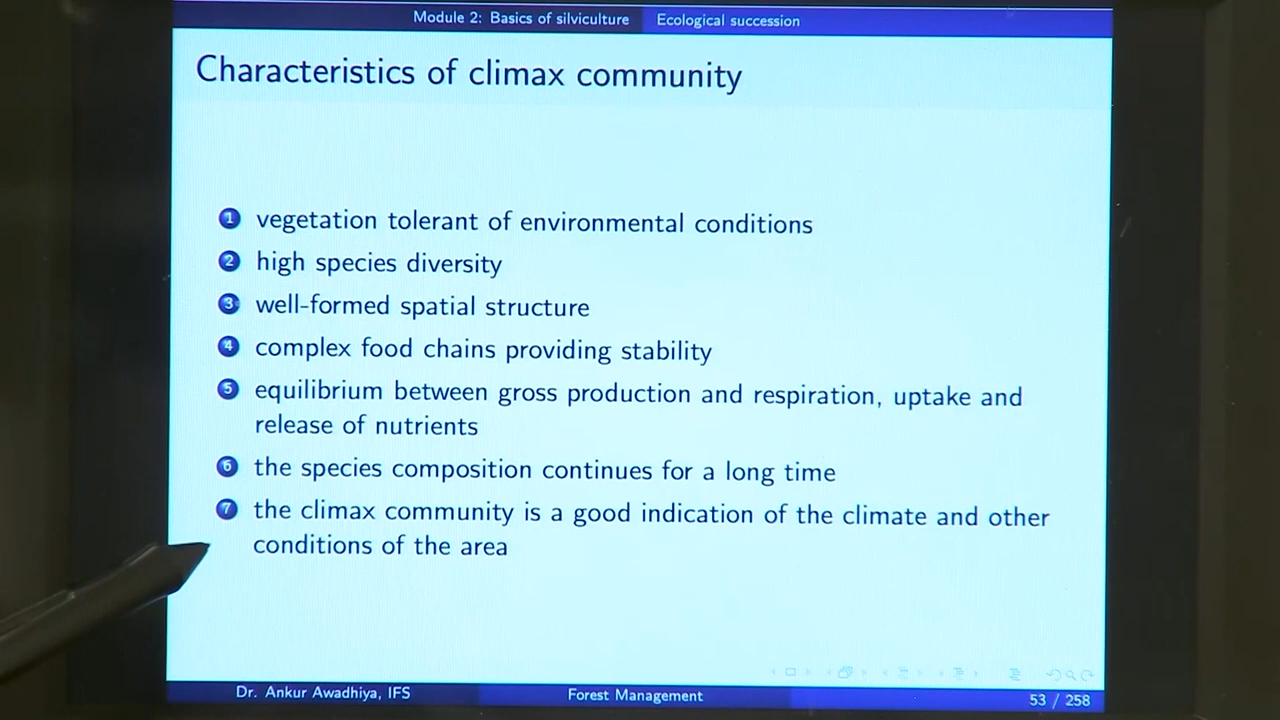 Module 2: Basics of silviculture Ecological succession
Characteristics of climax community
1 vegetation tolerant of environmental conditions
2 high species diversity
3 well-formed spatial structure
4 complex food chains providing stability
5 equilibrium between gross production and respiration, uptake and
release of nutrients
6 the species composition continues for a long time
7 the climax community is a good indication of the climate and other
conditions of the area
Dr. Ankur Awadhiya, IFS Forest Management 53 / 258